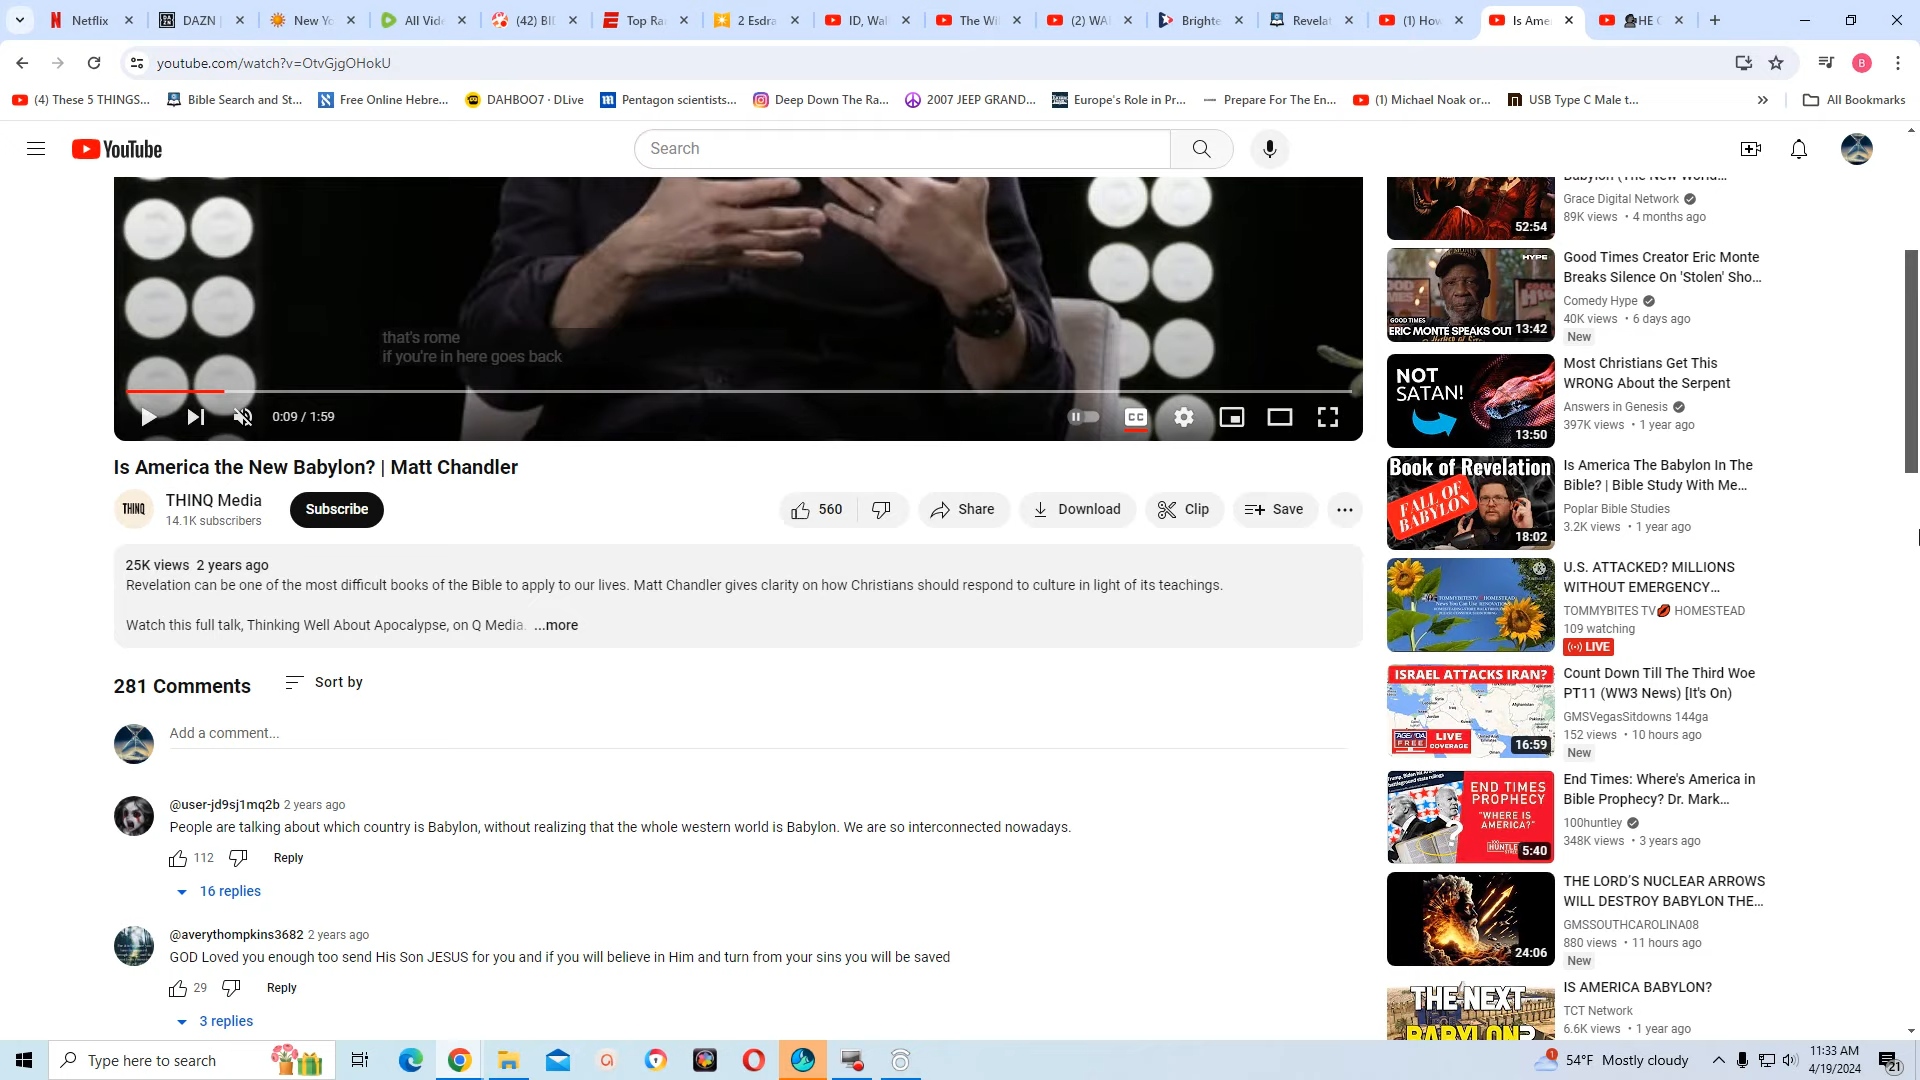 Netflix
DAZN |
New Yo
All Vide
(42) BII
Top Ra
2 Esdra
ID, Wal
The Wi
(2) WA
Brighte
Revelat
(1) How
Is Ame
HE C
youtube.com/watch?v=OtvGjgOHokU
B
(4) These 5 THINGS...
Bible Search and St...
Free Online Hebre...
DAHBOO7 · DLive
Pentagon scientists...
Deep Down The Ra...
2007 JEEP GRAND...
Europe's Role in Pr...
Prepare For The En...
(1) Michael Noak or...
USB Type C Male t...
All Bookmarks
YouTube
Search
that's rome
if you're in here goes back
0:09 / 1:59
CC
Is America the New Babylon? | Matt Chandler
THINQ
THINQ Media
14.1K subscribers
Subscribe
560
Share
Download
Clip
Save
25K views 2 years ago
Revelation can be one of the most difficult books of the Bible to apply to our lives. Matt Chandler gives clarity on how Christians should respond to culture in light of its teachings.
Watch this full talk, Thinking Well About Apocalypse, on Q Media. ...more
281 Comments
Sort by
Add a comment...
@user-jd9sj1mq2b 2 years ago
People are talking about which country is Babylon, without realizing that the whole western world is Babylon. We are so interconnected nowadays.
112
Reply
16 replies
@averythompkins3682 2 years ago
GOD Loved you enough too send His Son JESUS for you and if you will believe in Him and turn from your sins you will be saved
29
Reply
3 replies
52:54
Babylon (The New World...
Grace Digital Network
89K views • 4 months ago
HYPE
GOOD TIMES
ERIC MONTE SPEAKS OUT
13:42
Good Times Creator Eric Monte
Breaks Silence On 'Stolen' Sho...
Comedy Hype
40K views • 6 days ago
New
NOT
SATAN!
13:50
Most Christians Get This
WRONG About the Serpent
Answers in Genesis
397K views • 1 year ago
Book of Revelation
FALL OF
BABYLON
18:02
Is America The Babylon In The
Bible? | Bible Study With Me...
Poplar Bible Studies
3.2K views • 1 year ago
U.S. ATTACKED? MILLIONS
WITHOUT EMERGENCY...
TOMMYBITES TV HOMESTEAD
109 watching
LIVE
ISRAEL ATTACKS IRAN?
LIVE
COVERAGE
16:59
Count Down Till The Third Woe
PT11 (WW3 News) [It's On)
GMSVegasSitdowns 144ga
152 views • 10 hours ago
New
END TIMES
PROPHECY
"WHERE IS
AMERICA?"
5:40
End Times: Where's America in
Bible Prophecy? Dr. Mark...
100huntley
348K views • 3 years ago
24:06
THE LORD'S NUCLEAR ARROWS
WILL DESTROY BABYLON THE...
GMSSOUTHCAROLINA08
880 views • 11 hours ago
New
THE NEXT
BABYLON?
IS AMERICA BABYLON?
TCT Network
6.6K views • 1 year ago
Type here to search
1
54°F Mostly cloudy
11:33 AM
4/19/2024
21